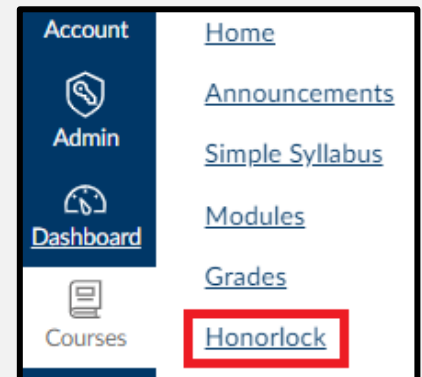 Account
Admin
Dashboard
Courses
Home
Announcements
Simple Syllabus
Modules
Grades
Honorlock